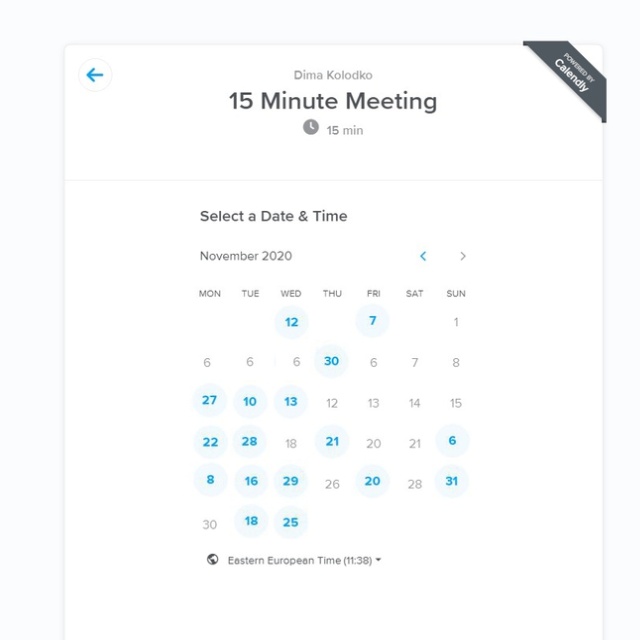 POWERED BY
Calendly
Dima Kolodko
15 Minute Meeting
15 min
Select a Date & Time
November 2020
MON TUE WED THU FRI SAT SUN
12 7 1
6 6 6 30 6 7 8
27 10 13 12 13 14 15
22 28 18 21 20 21 6
8 16 29 26 20 28 31
30 18 25
Eastern European Time (11:38)